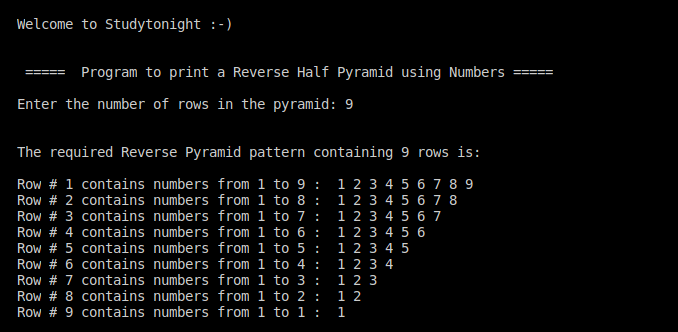 Welcome to Studytonight :-)
===== Program to print a Reverse Half Pyramid using Numbers =====
Enter the number of rows in the pyramid: 9
The required Reverse Pyramid pattern containing 9 rows is:
Row # 1 contains numbers from 1 to 9 :  1 2 3 4 5 6 7 8 9
Row # 2 contains numbers from 1 to 8 :  1 2 3 4 5 6 7 8
Row # 3 contains numbers from 1 to 7 :  1 2 3 4 5 6 7
Row # 4 contains numbers from 1 to 6 :  1 2 3 4 5 6
Row # 5 contains numbers from 1 to 5 :  1 2 3 4 5
Row # 6 contains numbers from 1 to 4 :  1 2 3 4
Row # 7 contains numbers from 1 to 3 :  1 2 3
Row # 8 contains numbers from 1 to 2 :  1 2
Row # 9 contains numbers from 1 to 1 :  1